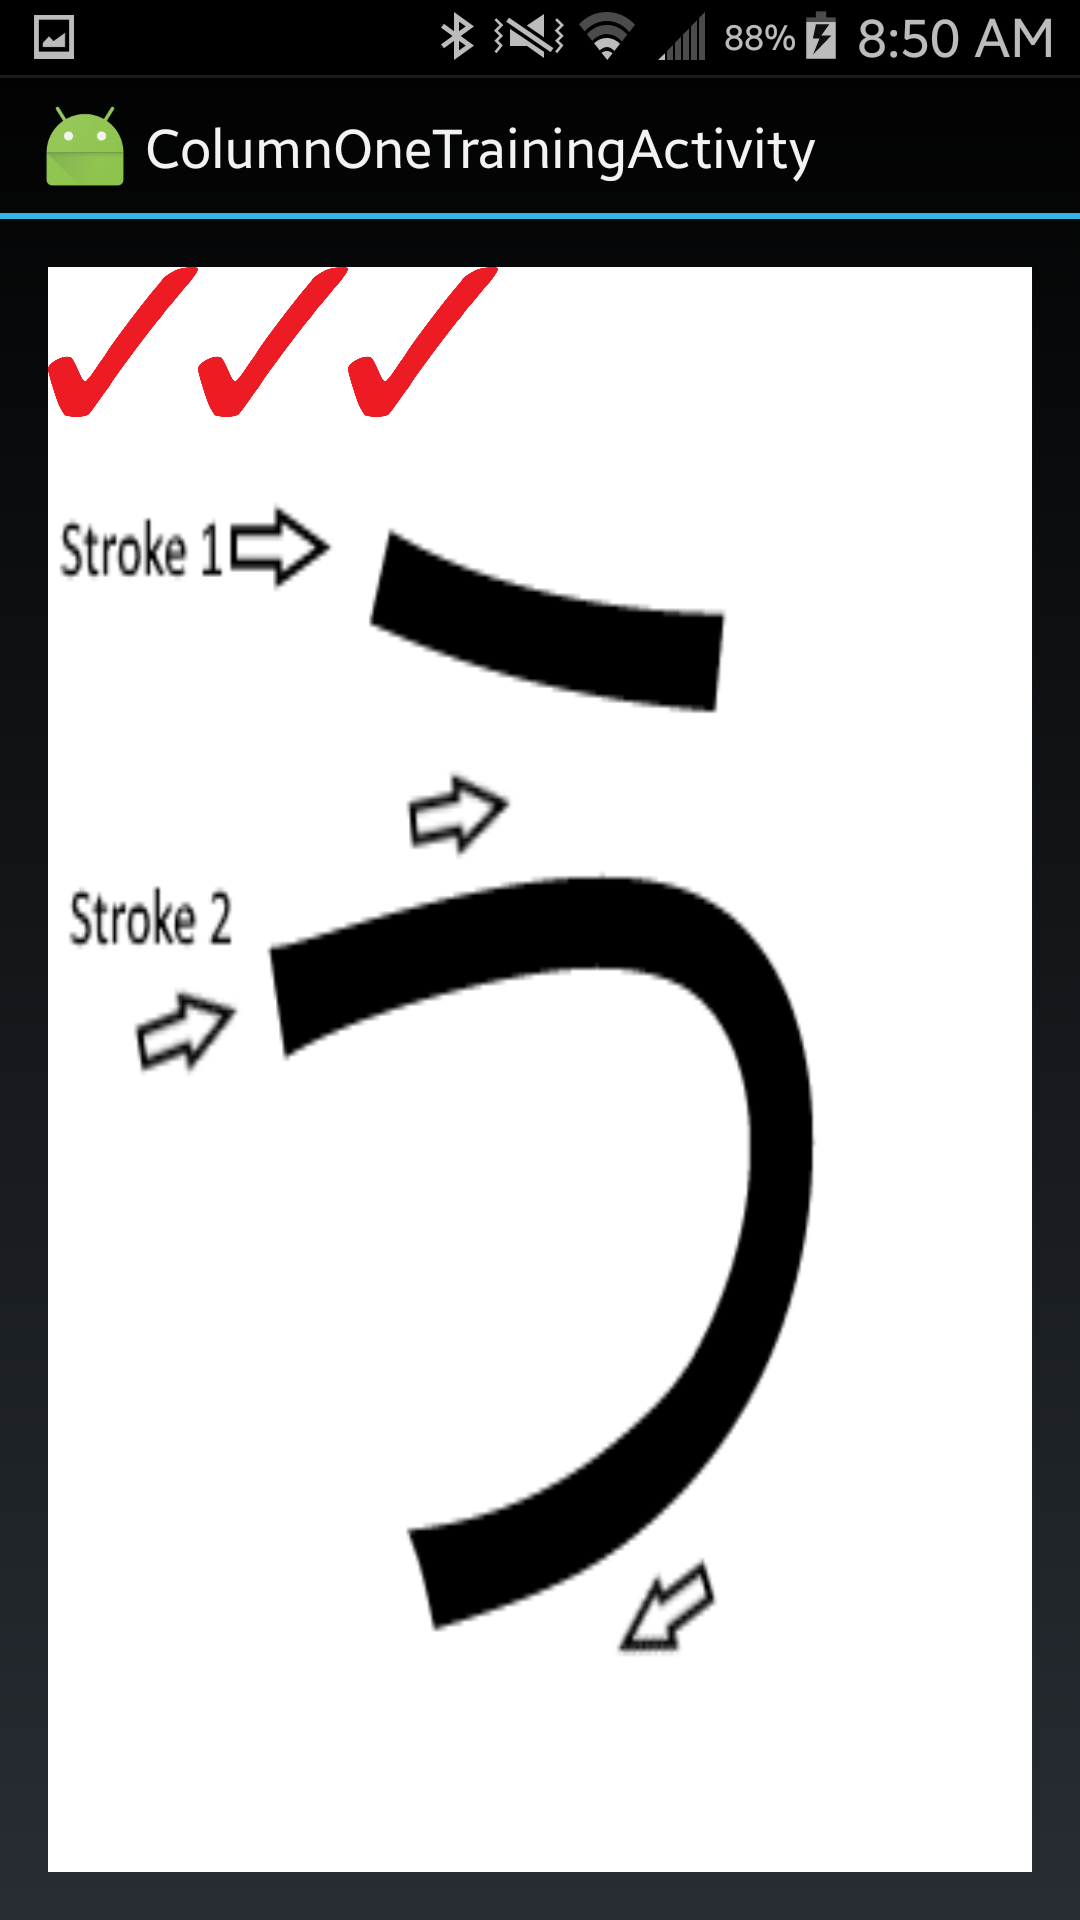 88% 8:50 AM
ColumnOneTrainingActivity
Stroke 1
う
Stroke 2